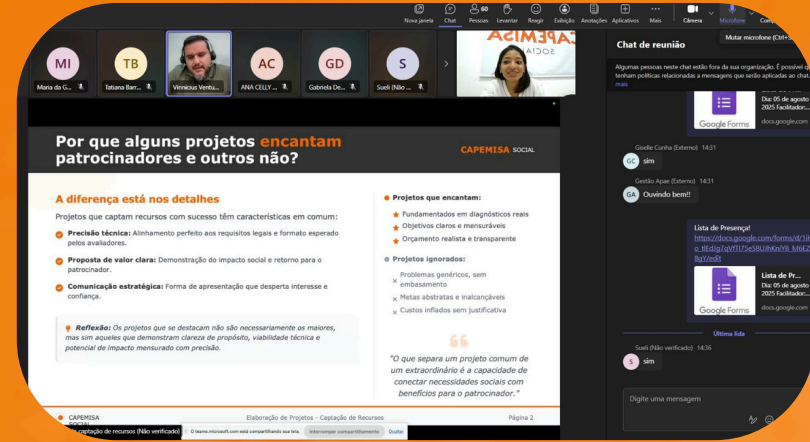 Nova janela
Chat
60
Pessoas
Levantar
Reagir
Exibição
Anotações
Aplicativos
Mais
Câmera
Microfone
MI
Maria da G...
TB
Tatiana Barr...
Vinnicius Ventu...
AC
ANA CELLY ...
GD
Gabriela De...
S
Sueli (Não ...
CAPEMISA
SOCIAL
Chat de reunião
Mutar microfone (Ctrl+
Algumas pessoas neste chat estão fora da sua organização. É possível q
tenham políticas relacionadas a mensagens que serão aplicadas ao chat.
mais
Google Forms
Dia: 05 de agosto
2025 Facilitador:...
docs.google.com
Giselle Cunha (Externo) 14:31
GC
sim
Gestão Apae (Externo) 14:31
GA
Ouvindo bem!!
Lista de Presença!
Google Forms
Lista de Pr...
Dia: 05 de agosto
2025 Facilitador:...
docs.google.com
Última lida
Sueli (Não verificado) 14:36
S
sim
Digite uma mensagem
Por que alguns projetos encantam
patrocinadores e outros não?
CAPEMISA SOCIAL
A diferença está nos detalhes
Projetos que captam recursos com sucesso têm características em comum:
Precisão técnica: Alinhamento perfeito aos requisitos legais e formato esperado
pelos avaliadores.
Proposta de valor clara: Demonstração do impacto social e retorno para o
patrocinador.
Comunicação estratégica: Forma de apresentação que desperta interesse e
confiança.
Reflexão: Os projetos que se destacam não são necessariamente os maiores,
mas sim aqueles que demonstram clareza de propósito, viabilidade técnica e
potencial de impacto mensurado com precisão.
Projetos que encantam:
Fundamentados em diagnósticos reais
Objetivos claros e mensuráveis
Orçamento realista e transparente
Projetos ignorados:
Problemas genéricos, sem
embasamento
Metas abstratas e inalcançáveis
Custos inflados sem justificativa
"O que separa um projeto comum de
um extraordinário é a capacidade de
conectar necessidades sociais com
benefícios para o patrocinador."
CAPEMISA
SOCIAL
Elaboração de Projetos - Captação de Recursos
Página 2
captação de recursos (Não verificado)
O teams.microsoft.com está compartilhando sua tela.
Interromper compartilhamento
Ocultar